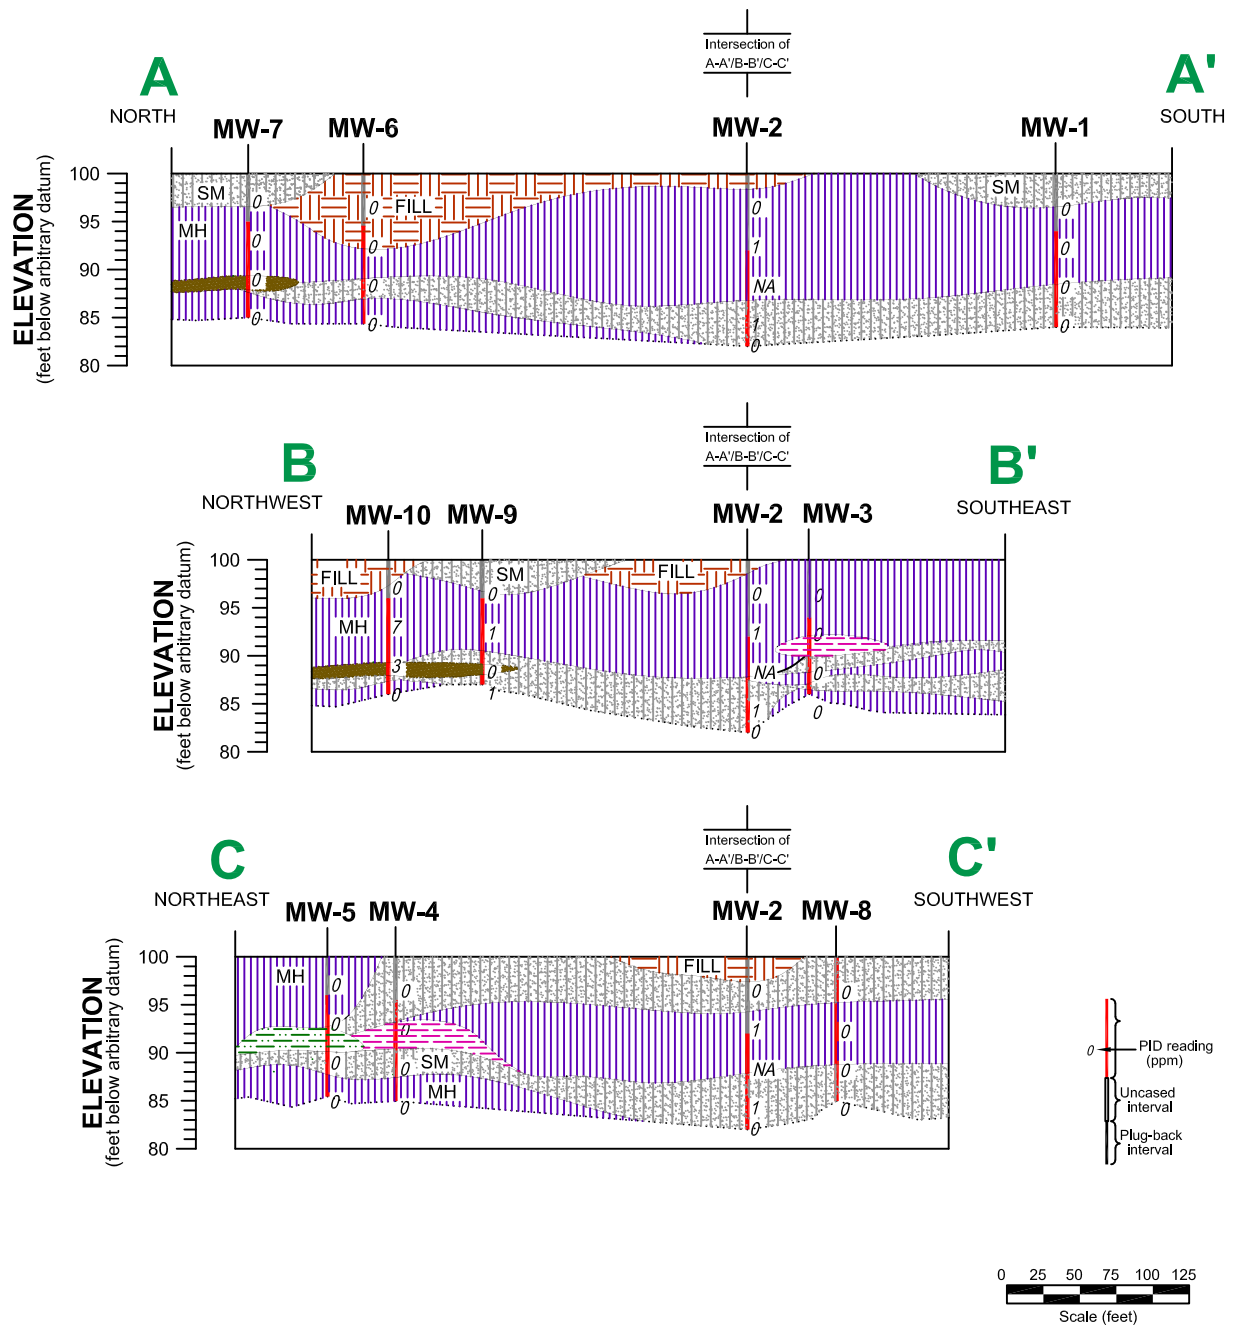 Intersection of
A-A'/B-B'/C-C'
A
A'
NORTH
SOUTH
MW-7
MW-6
MW-2
MW-1
ELEVATION
(feet below arbitrary datum)
100
95
90
85
80
SM
MH
FILL
SM
0
0
0
0
0
0
0
0
0
1
NA
1
0
0
0
0
0
Intersection of
A-A'/B-B'/C-C'
B
B'
NORTHWEST
SOUTHEAST
MW-10
MW-9
MW-2
MW-3
ELEVATION
(feet below arbitrary datum)
100
95
90
85
80
FILL
SM
FILL
MH
0
7
3
0
0
1
0
1
0
1
NA
1
0
0
0
0
0
Intersection of
A-A'/B-B'/C-C'
C
C'
NORTHEAST
SOUTHWEST
MW-5
MW-4
MW-2
MW-8
ELEVATION
(feet below arbitrary datum)
100
95
90
85
80
MH
FILL
SM
MH
0
0
0
0
0
0
0
0
0
1
NA
1
0
0
0
0
0
0
PID reading
(ppm)
Uncased
interval
Plug-back
interval
0 25 50 75 100 125
Scale (feet)